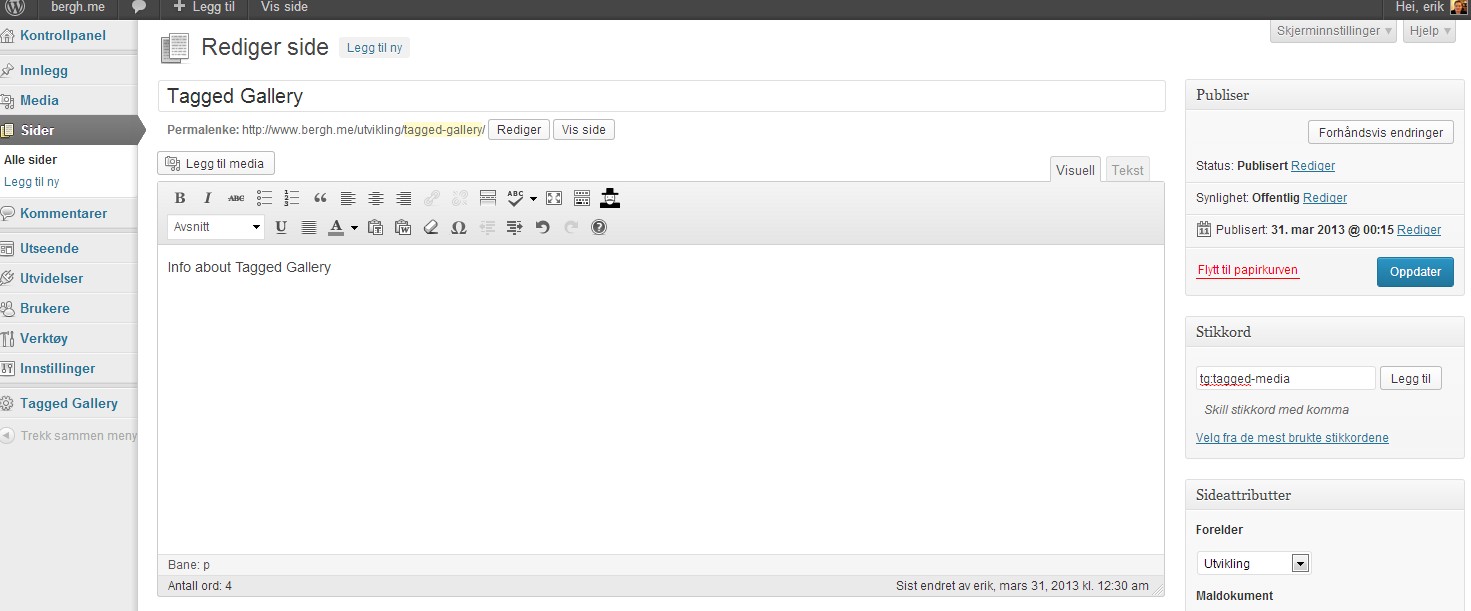 bergh.me Legg til Vis side Hei, erik
Kontrollpanel
Innlegg
Media
Sider
Alle sider
Legg til ny
Kommentarer
Utseende
Utvidelser
Brukere
Verktøy
Innstillinger
Tagged Gallery
Trekk sammen meny
Skjerminnstillinger Hjelp
Rediger side Legg til ny
Tagged Gallery
Permalenke: http://www.bergh.me/utvikling/tagged-gallery/ Rediger Vis side
Legg til media
Visuell Tekst
B I ABC ABC
Avsnitt U A Ω
Info about Tagged Gallery
Bane: p
Antall ord: 4 Sist endret av erik, mars 31, 2013 kl. 12:30 am
Publiser
Forhåndsvis endringer
Status: Publisert Rediger
Synlighet: Offentlig Rediger
Publisert: 31. mar 2013 @ 00:15 Rediger
Flytt til papirkurven Oppdater
Stikkord
tg:tagged-media Legg til
Skill stikkord med komma
Velg fra de mest brukte stikkordene
Sideattributter
Forelder
Utvikling
Maldokument